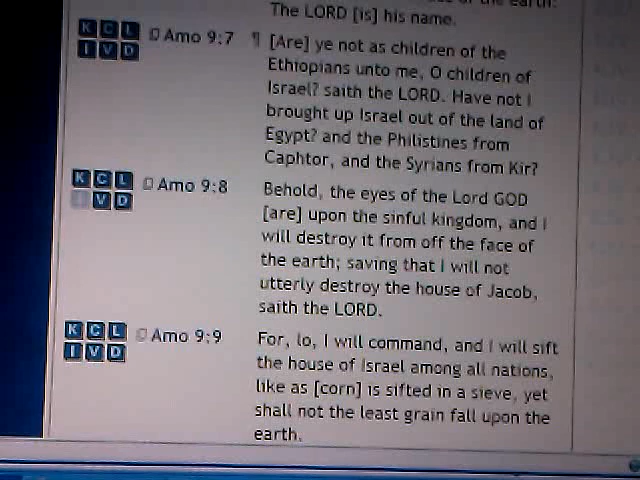 of the earth:
The LORD [is] his name.
K C L
I V D
Amo 9:7
¶ [Are] ye not as children of the
Ethiopians unto me, O children of
Israel? saith the LORD. Have not I
brought up Israel out of the land of
Egypt? and the Philistines from
Caphtor, and the Syrians from Kir?
K C L
I V D
Amo 9:8
Behold, the eyes of the Lord GOD
[are] upon the sinful kingdom, and I
will destroy it from off the face of
the earth; saving that I will not
utterly destroy the house of Jacob,
saith the LORD.
K C L
I V D
Amo 9:9
For, lo, I will command, and I will sift
the house of Israel among all nations,
like as [corn] is sifted in a sieve, yet
shall not the least grain fall upon the
earth.